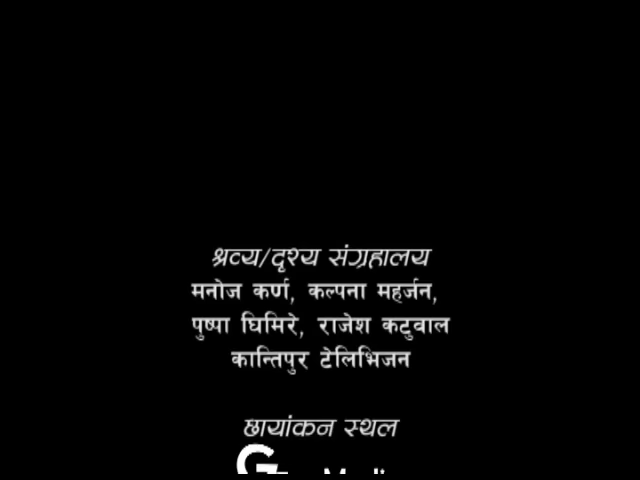 श्रव्य/दृश्य संग्रहालय
मनोज कर्ण, कल्पना महर्जन,
पुष्पा घिमिरे, राजेश कटुवाल
कान्तिपुर टेलिभिजन
छायांकन स्थल